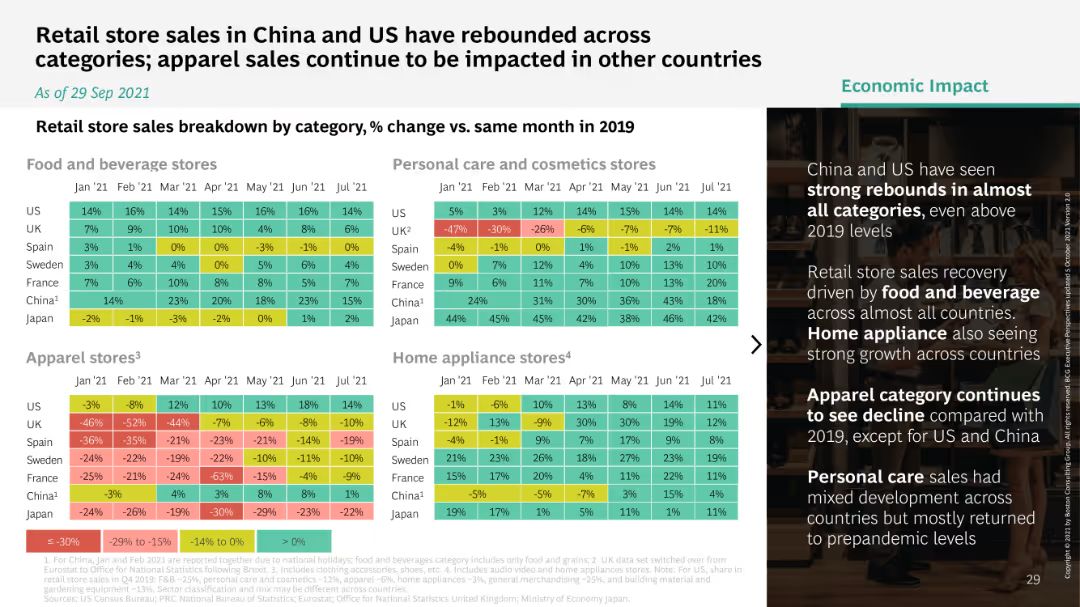 Retail store sales in China and US have rebounded across
categories; apparel sales continue to be impacted in other countries
As of 29 Sep 2021
Economic Impact
Retail store sales breakdown by category, % change vs. same month in 2019
Food and beverage stores
Jan '21 Feb '21 Mar '21 Apr '21 May '21 Jun '21 Jul '21
US 14% 16% 14% 15% 16% 16% 14%
UK 7% 9% 10% 10% 4% 8% 6%
Spain 3% 1% 0% 0% -3% -1% 0%
Sweden 3% 4% 4% 0% 5% 6% 4%
France 7% 6% 10% 8% 8% 5% 7%
China¹ 14% 23% 20% 18% 23% 15%
Japan -2% -1% -3% -2% 0% 1% 2%
Personal care and cosmetics stores
Jan '21 Feb '21 Mar '21 Apr '21 May '21 Jun '21 Jul '21
US 5% 3% 12% 14% 15% 14% 14%
UK² -47% -30% -26% -6% -7% -7% -11%
Spain -4% -1% 0% 1% -1% 2% 1%
Sweden 0% 7% 12% 4% 10% 13% 10%
France 9% 6% 11% 7% 10% 13% 20%
China¹ 24% 31% 30% 36% 43% 18%
Japan 44% 45% 45% 42% 38% 46% 42%
Apparel stores³
Jan '21 Feb '21 Mar '21 Apr '21 May '21 Jun '21 Jul '21
US -3% -8% 12% 10% 13% 18% 14%
UK -46% -52% -44% -7% -6% -8% -10%
Spain -36% -35% -21% -23% -21% -14% -19%
Sweden -24% -22% -19% -22% -10% -11% -10%
France -25% -21% -24% -63% -15% -4% -9%
China¹ -3% 4% 3% 8% 8% 1%
Japan -24% -26% -19% -30% -29% -23% -22%
Home appliance stores⁴
Jan '21 Feb '21 Mar '21 Apr '21 May '21 Jun '21 Jul '21
US -1% -6% 10% 13% 8% 14% 11%
UK -12% 13% -9% 30% 30% 19% 12%
Spain -4% -1% 9% 7% 17% 9% 8%
Sweden 21% 23% 26% 18% 27% 23% 19%
France 15% 17% 20% 4% 22% 11% 11%
China¹ -5% -5% -7% 3% 15% 4%
Japan 19% 17% 1% 5% 11% 1% 11%
≤ -30% -29% to -15% -14% to 0% > 0%
1. For China, Jan and Feb 2021 are reported together due to national holidays; food and beverages category includes only food and grains; 2. UK data set switched over from
Eurostat to Office for National Statistics following Brexit. 3. Includes clothing accessories, shoes, etc. 4. Includes audio video and home appliances stores. Note: For US, share in
retail store sales in Q4 2019: F&B ~25%, personal care and cosmetics ~12%, apparel ~6%, home appliances ~3%, general merchandising ~25%, and building material and
gardening equipment ~13%. Sector classification and mix may be different across countries.
Sources: US Census Bureau; PRC National Bureau of Statistics; Eurostat; Office for National Statistics United Kingdom; Ministry of Economy Japan.
China and US have seen
strong rebounds in almost
all categories, even above
2019 levels
Retail store sales recovery
driven by food and beverage
across almost all countries.
Home appliance also seeing
strong growth across countries
Apparel category continues
to see decline compared with
2019, except for US and China
Personal care sales had
mixed development across
countries but mostly returned
to prepandemic levels
29
Copyright © 2021 by Boston Consulting Group. All rights reserved. BCG Executive Perspectives updated 5 October 2021 Version 2.0